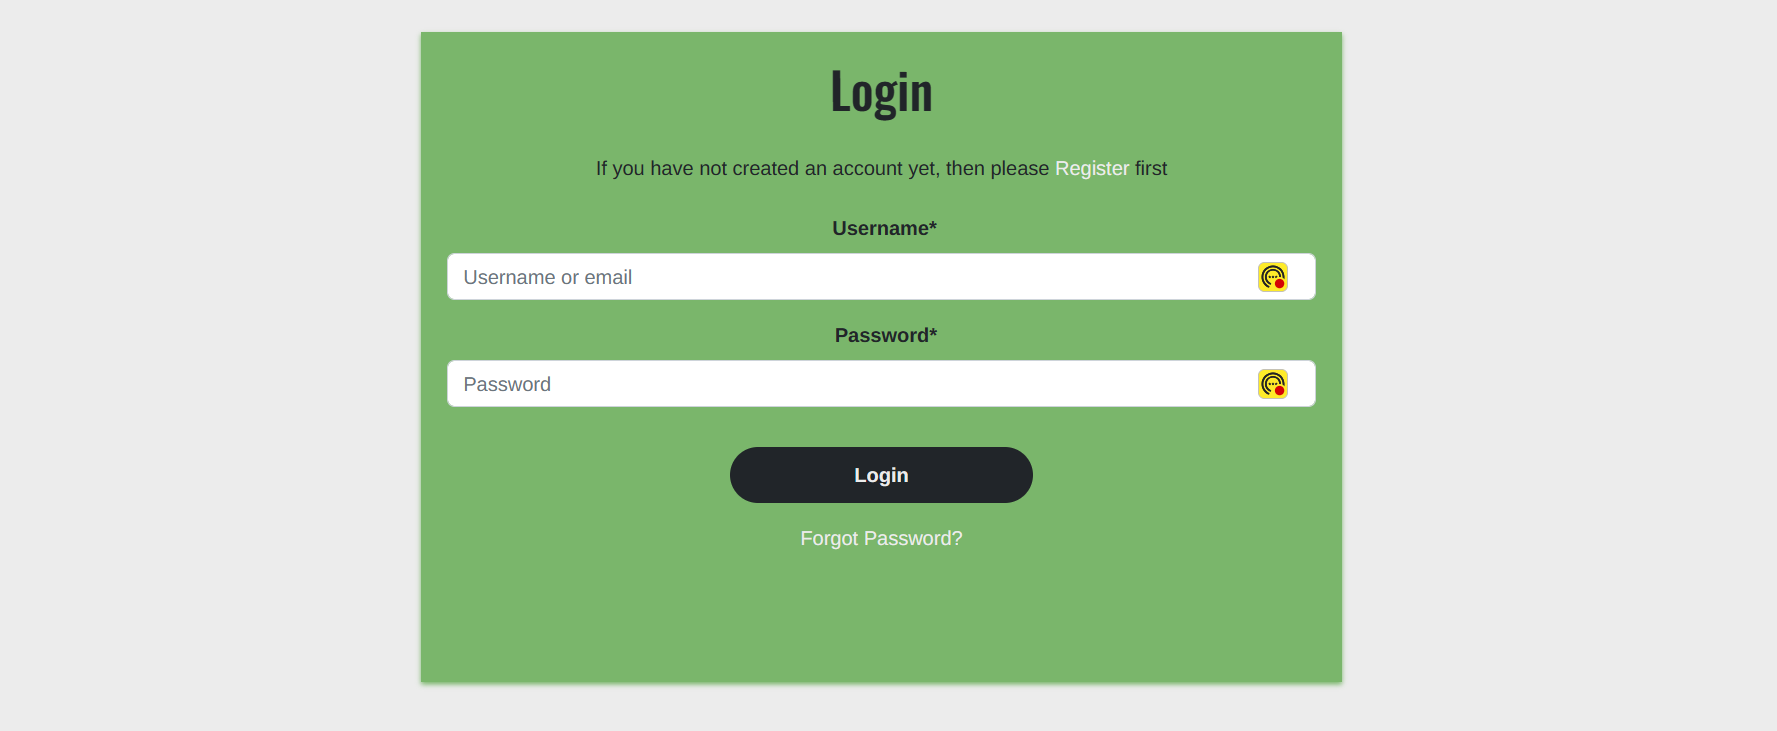 Login
If you have not created an account yet, then please Register first
Username*
Username or email
Password*
Password
Login
Forgot Password?